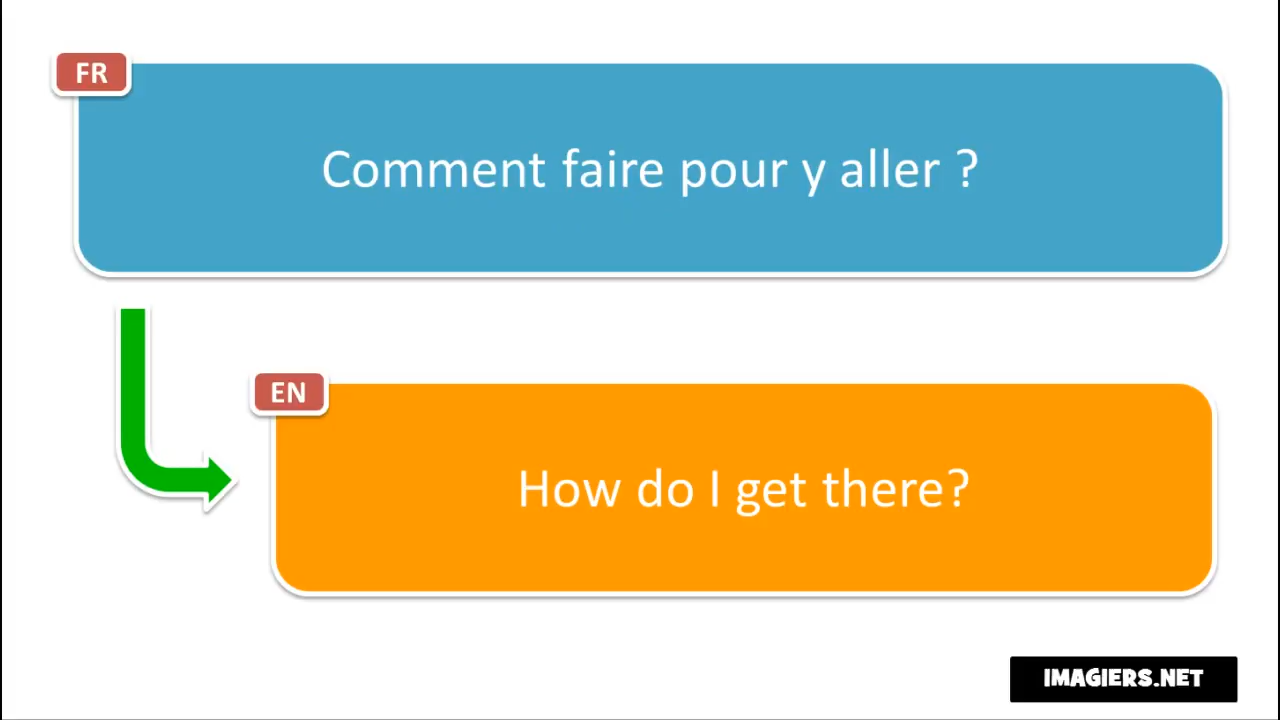 FR
Comment faire pour y aller ?
EN
How do I get there?
IMAGIERS.NET